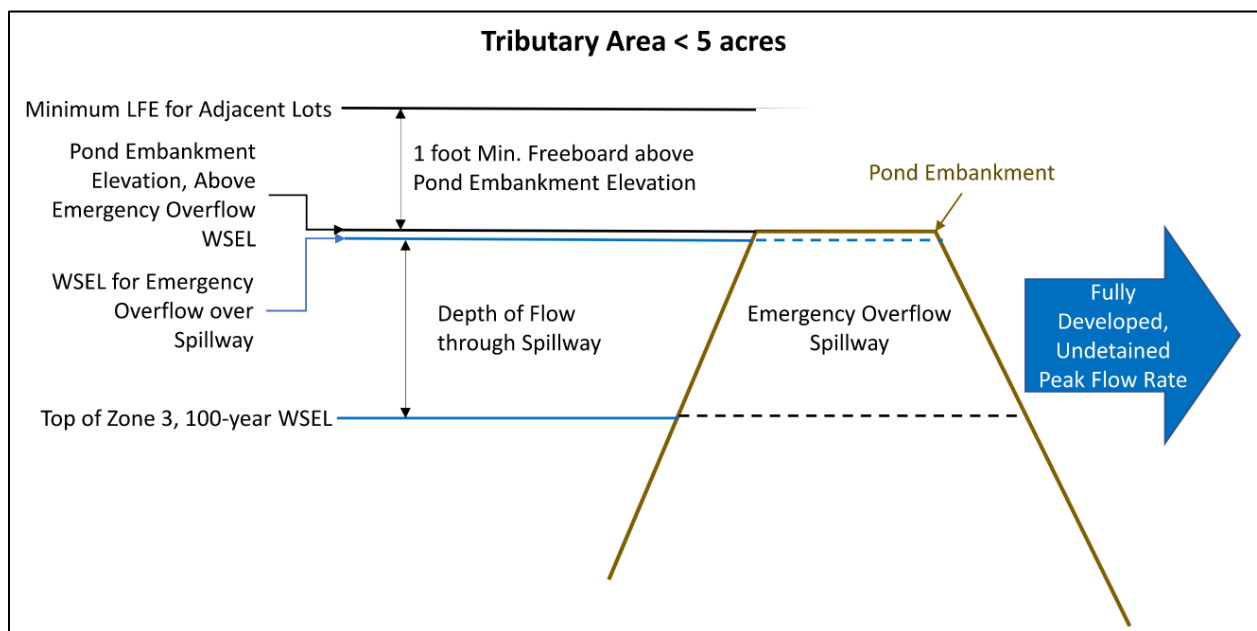 Tributary Area < 5 acres
Minimum LFE for Adjacent Lots
Pond Embankment
Elevation, Above
Emergency Overflow
WSEL
1 foot Min. Freeboard above
Pond Embankment Elevation
Pond Embankment
WSEL for Emergency
Overflow over
Spillway
Depth of Flow
through Spillway
Emergency Overflow
Spillway
Fully
Developed,
Undetained
Peak Flow Rate
Top of Zone 3, 100-year WSEL